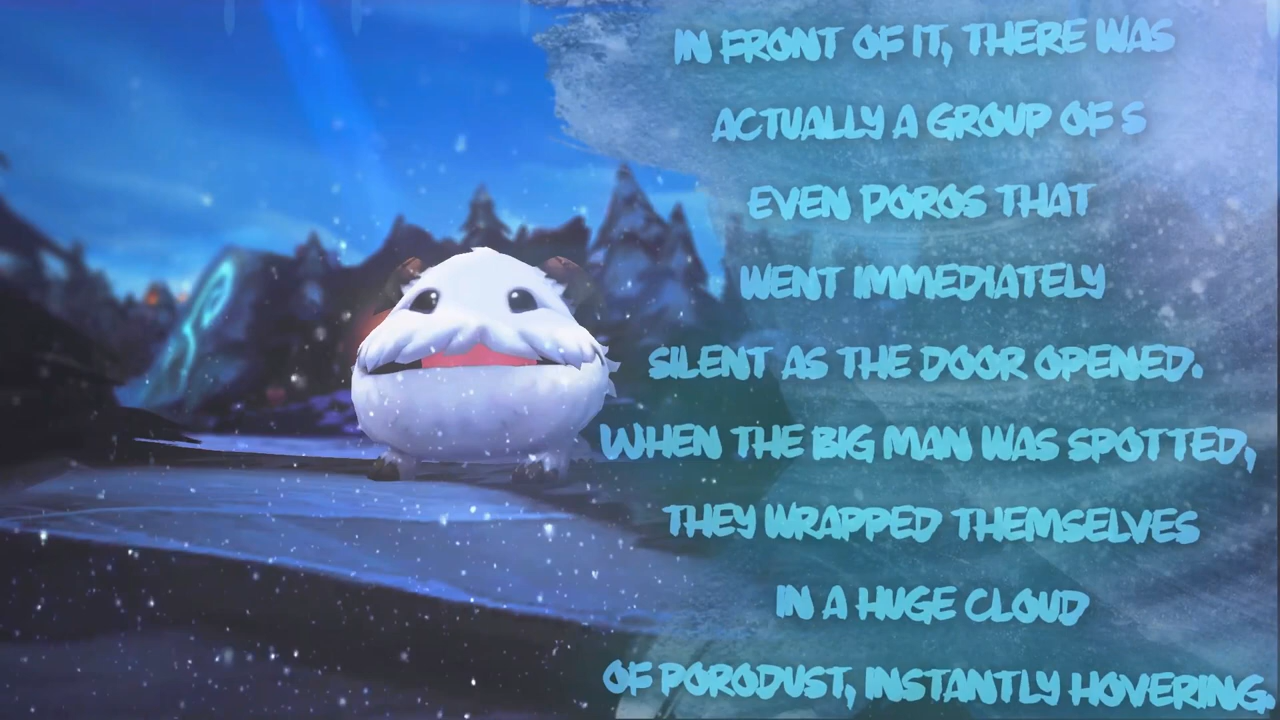 IN FRONT OF IT, THERE WAS
ACTUALLY A GROUP OF S
EVEN POROS THAT
WENT IMMEDIATELY
SILENT AS THE DOOR OPENED.
WHEN THE BIG MAN WAS SPOTTED,
THEY WRAPPED THEMSELVES
IN A HUGE CLOUD
OF PORODUST, INSTANTLY HOVERING.